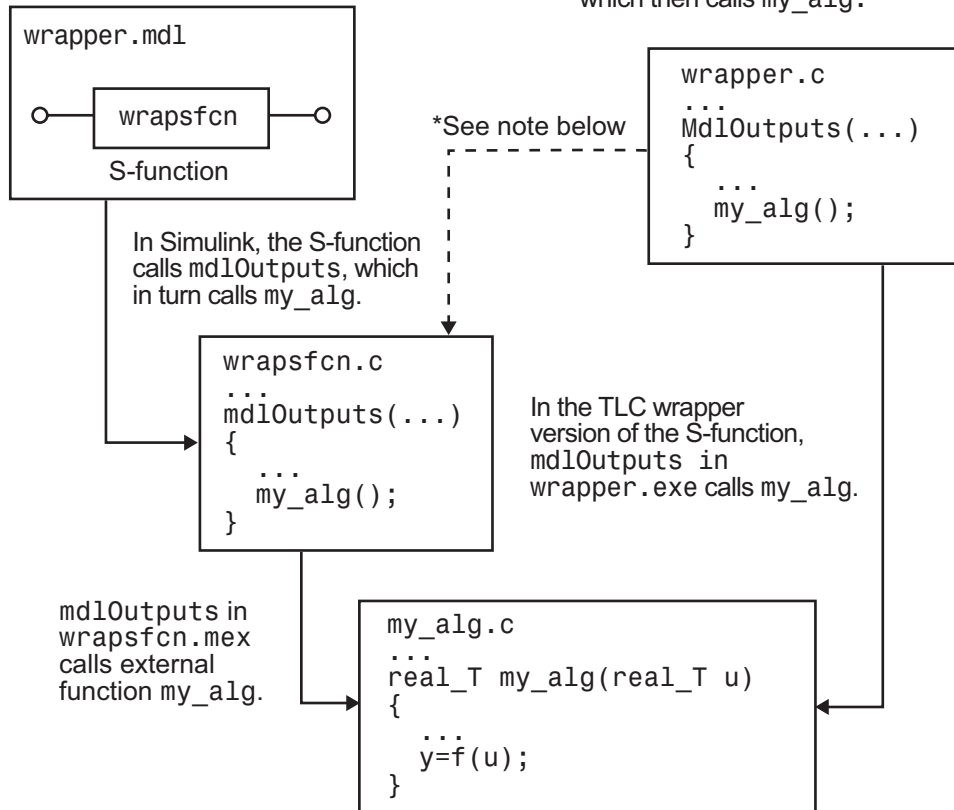 which then calls my_alg.
wrapper.mdl
wrapsfcn
S-function
wrapper.c
...
MdlOutputs(...)
{
...
my_alg();
}
*See note below
In Simulink, the S-function
calls mdlOutputs, which
in turn calls my_alg.
wrapsfcn.c
...
mdlOutputs(...)
{
...
my_alg();
}
In the TLC wrapper
version of the S-function,
mdlOutputs in
wrapper.exe calls my_alg.
mdlOutputs in
wrapsfcn.mex
calls external
function my_alg.
my_alg.c
...
real_T my_alg(real_T u)
{
...
y=f(u);
}